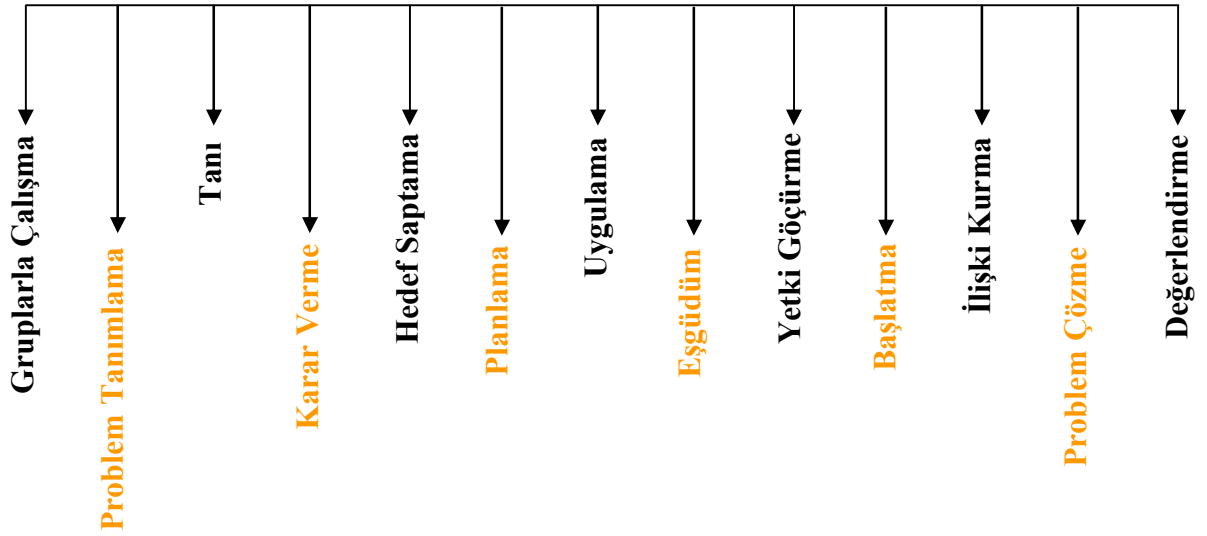 Gruplarla Çalışma
Problem Tanımlama
Tanı
Karar Verme
Hedef Saptama
Planlama
Uygulama
Eşgüdüm
Yetki Göçürme
Başlatma
İlişki Kurma
Problem Çözme
Değerlendirme